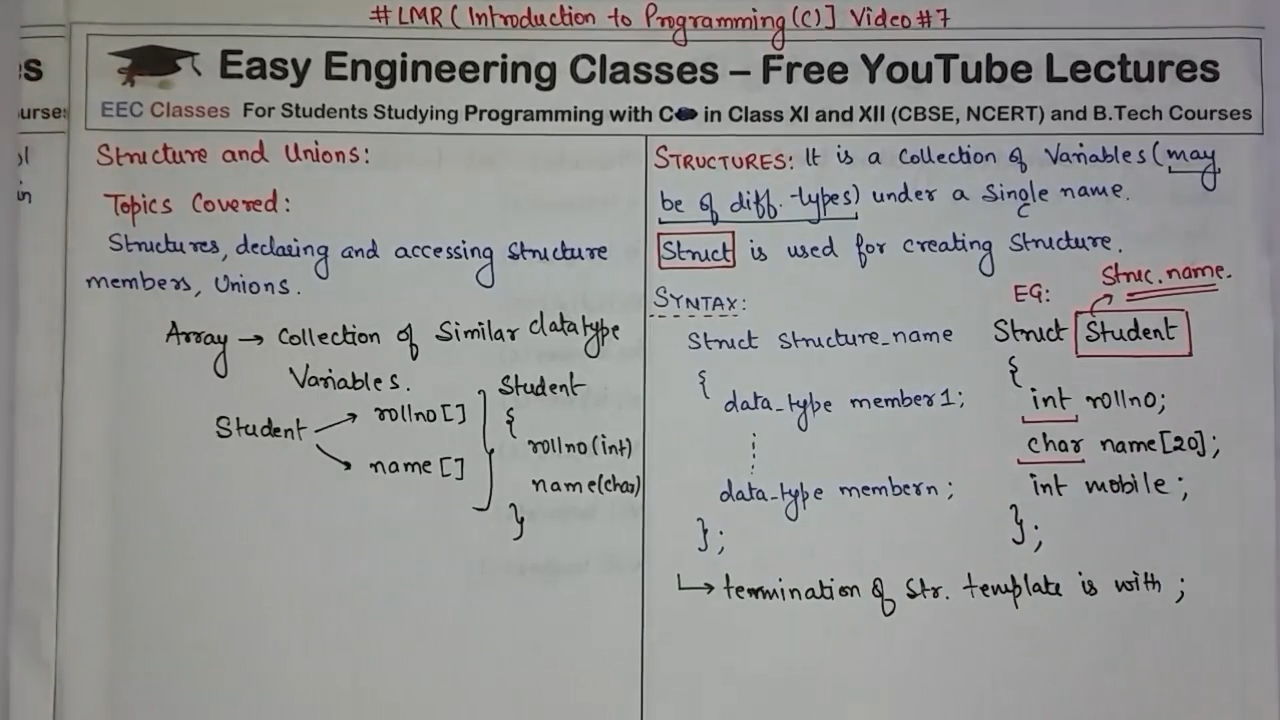 #LMR (Introduction to Programming (C)] Video #7
Easy Engineering Classes – Free YouTube Lectures
EEC Classes For Students Studying Programming with C in Class XI and XII (CBSE, NCERT) and B.Tech Courses
Structure and Unions:
Topics Covered:
Structures, declaring and accessing structure
members, Unions.
Array → Collection of Similar datatype
Variables.
Student
rollno []
name []
Student
{
rollno (int)
name (char)
}
STRUCTURES: It is a Collection of Variables (may
be of diff. types) under a Single name.
Struct is used for creating Structure.
SYNTAX:
Struct Structure_name
{
data_type member1;
data_type membern;
};
EG:
Struc. name.
Struct Student
{
int rollno;
char name[20];
int mobile;
};
↳ termination of Str. template is with ;
s
urses
in